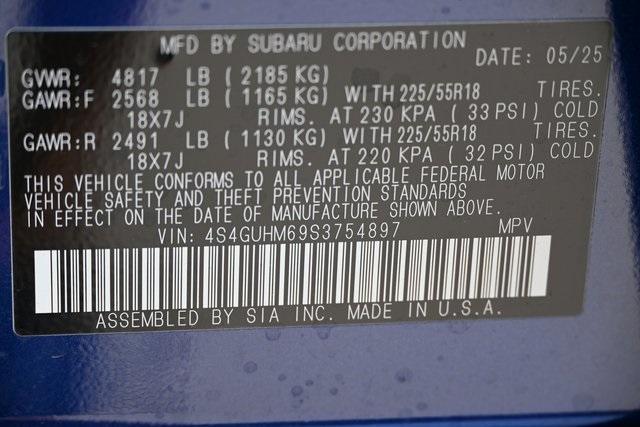 MFD BY SUBARU CORPORATION DATE: 05/25
GVWR: 4817 LB ( 2185 KG)
GAWR:F 2568 LB ( 1165 KG) WITH 225/55R18 TIRES.
18X7J RIMS. AT 230 KPA ( 33 PSI) COLD
GAWR:R 2491 LB ( 1130 KG) WITH 225/55R18 TIRES.
18X7J RIMS. AT 220 KPA ( 32 PSI) COLD
THIS VEHICLE CONFORMS TO ALL APPLICABLE FEDERAL MOTOR
VEHICLE SAFETY AND THEFT PREVENTION STANDARDS
IN EFFECT ON THE DATE OF MANUFACTURE SHOWN ABOVE.
VIN: 4S4GUHM69S3754897 MPV
ASSEMBLED BY SIA INC. MADE IN U.S.A.